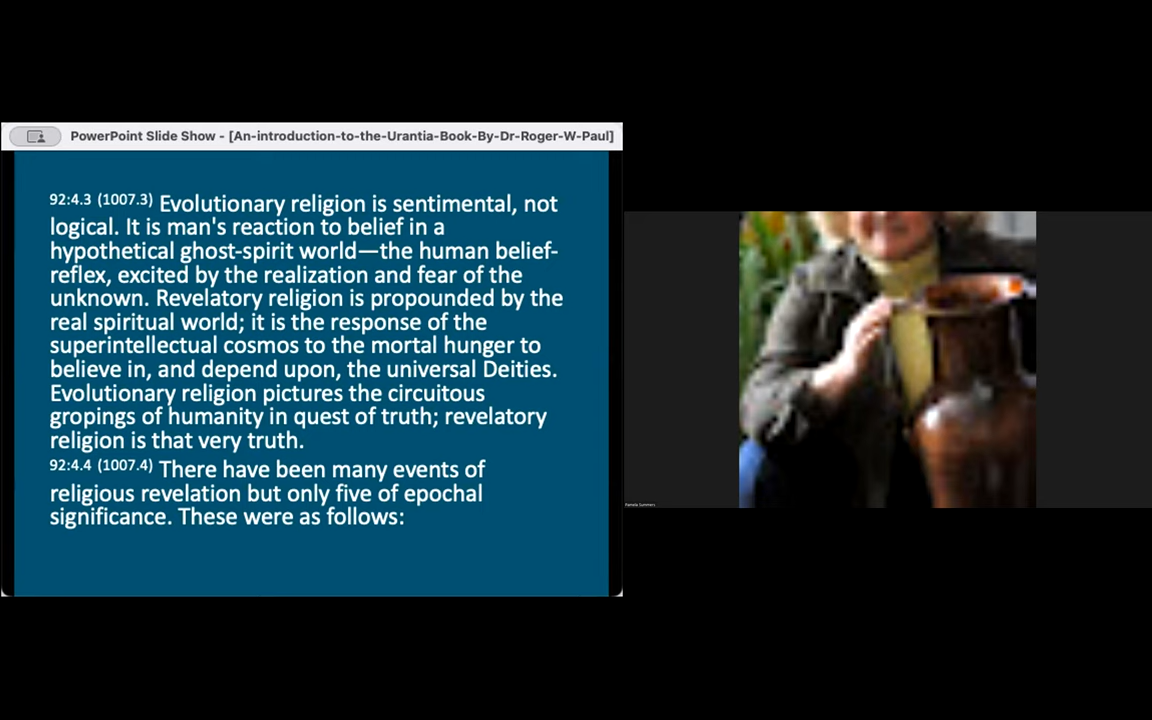 PowerPoint Slide Show - [An-introduction-to-the-Urantia-Book-By-Dr-Roger-W-Paul]
92:4.3 (1007.3) Evolutionary religion is sentimental, not
logical. It is man's reaction to belief in a
hypothetical ghost-spirit world—the human belief-
reflex, excited by the realization and fear of the
unknown. Revelatory religion is propounded by the
real spiritual world; it is the response of the
superintellectual cosmos to the mortal hunger to
believe in, and depend upon, the universal Deities.
Evolutionary religion pictures the circuitous
gropings of humanity in quest of truth; revelatory
religion is that very truth.
92:4.4 (1007.4) There have been many events of
religious revelation but only five of epochal
significance. These were as follows:
Pamela Summers